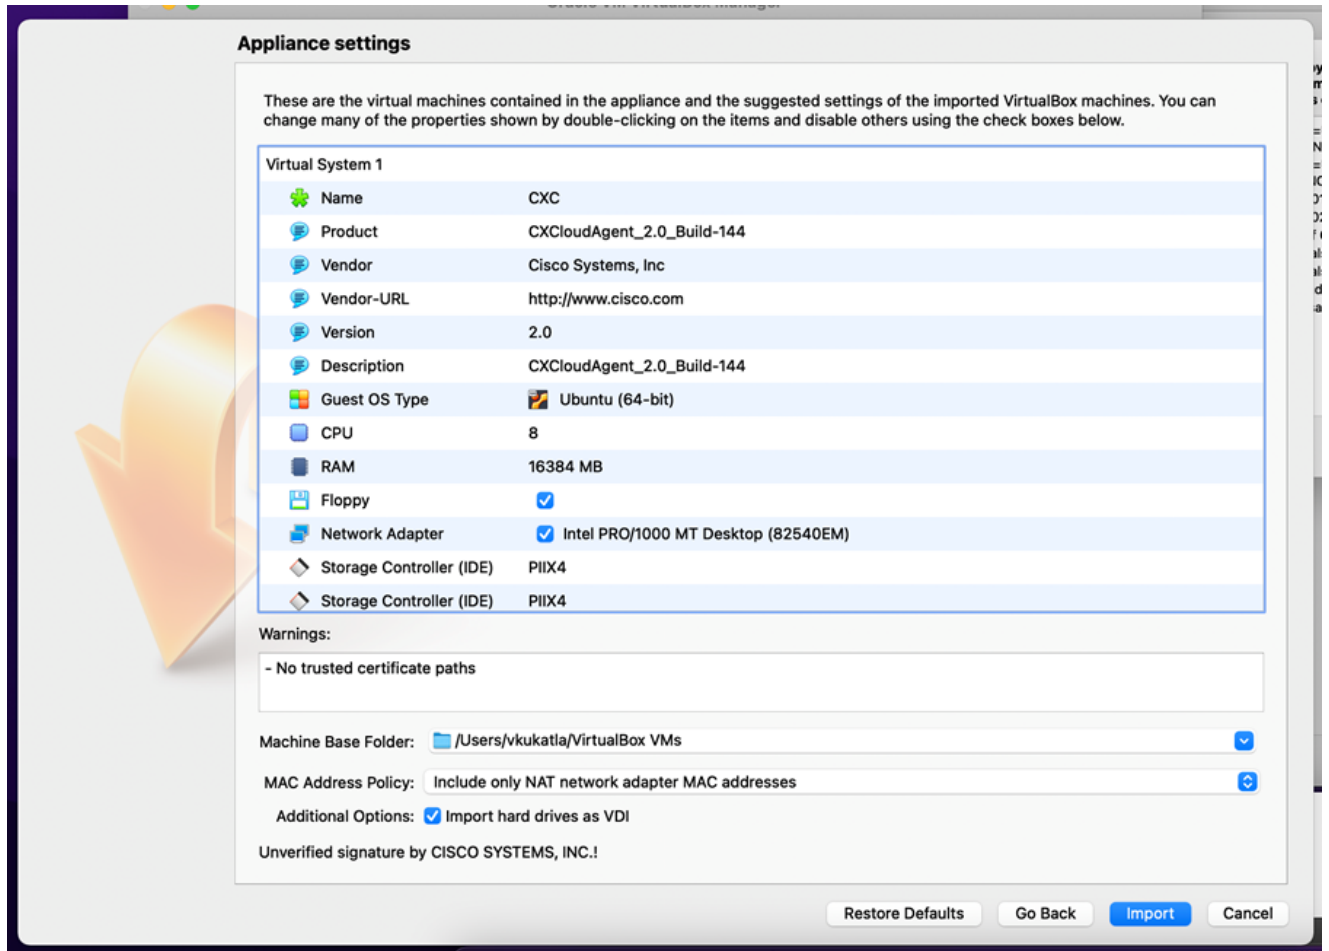 Oracle VM VirtualBox Manager
Appliance settings
These are the virtual machines contained in the appliance and the suggested settings of the imported VirtualBox machines. You can
change many of the properties shown by double-clicking on the items and disable others using the check boxes below.
Virtual System 1
Name CXC
Product CXCloudAgent_2.0_Build-144
Vendor Cisco Systems, Inc
Vendor-URL http://www.cisco.com
Version 2.0
Description CXCloudAgent_2.0_Build-144
Guest OS Type Ubuntu (64-bit)
CPU 8
RAM 16384 MB
Floppy
Network Adapter Intel PRO/1000 MT Desktop (82540EM)
Storage Controller (IDE) PIIX4
Storage Controller (IDE) PIIX4
Warnings:
- No trusted certificate paths
Machine Base Folder: /Users/vkukatla/VirtualBox VMs
MAC Address Policy: Include only NAT network adapter MAC addresses
Additional Options: Import hard drives as VDI
Unverified signature by CISCO SYSTEMS, INC.!
Restore Defaults Go Back Import Cancel